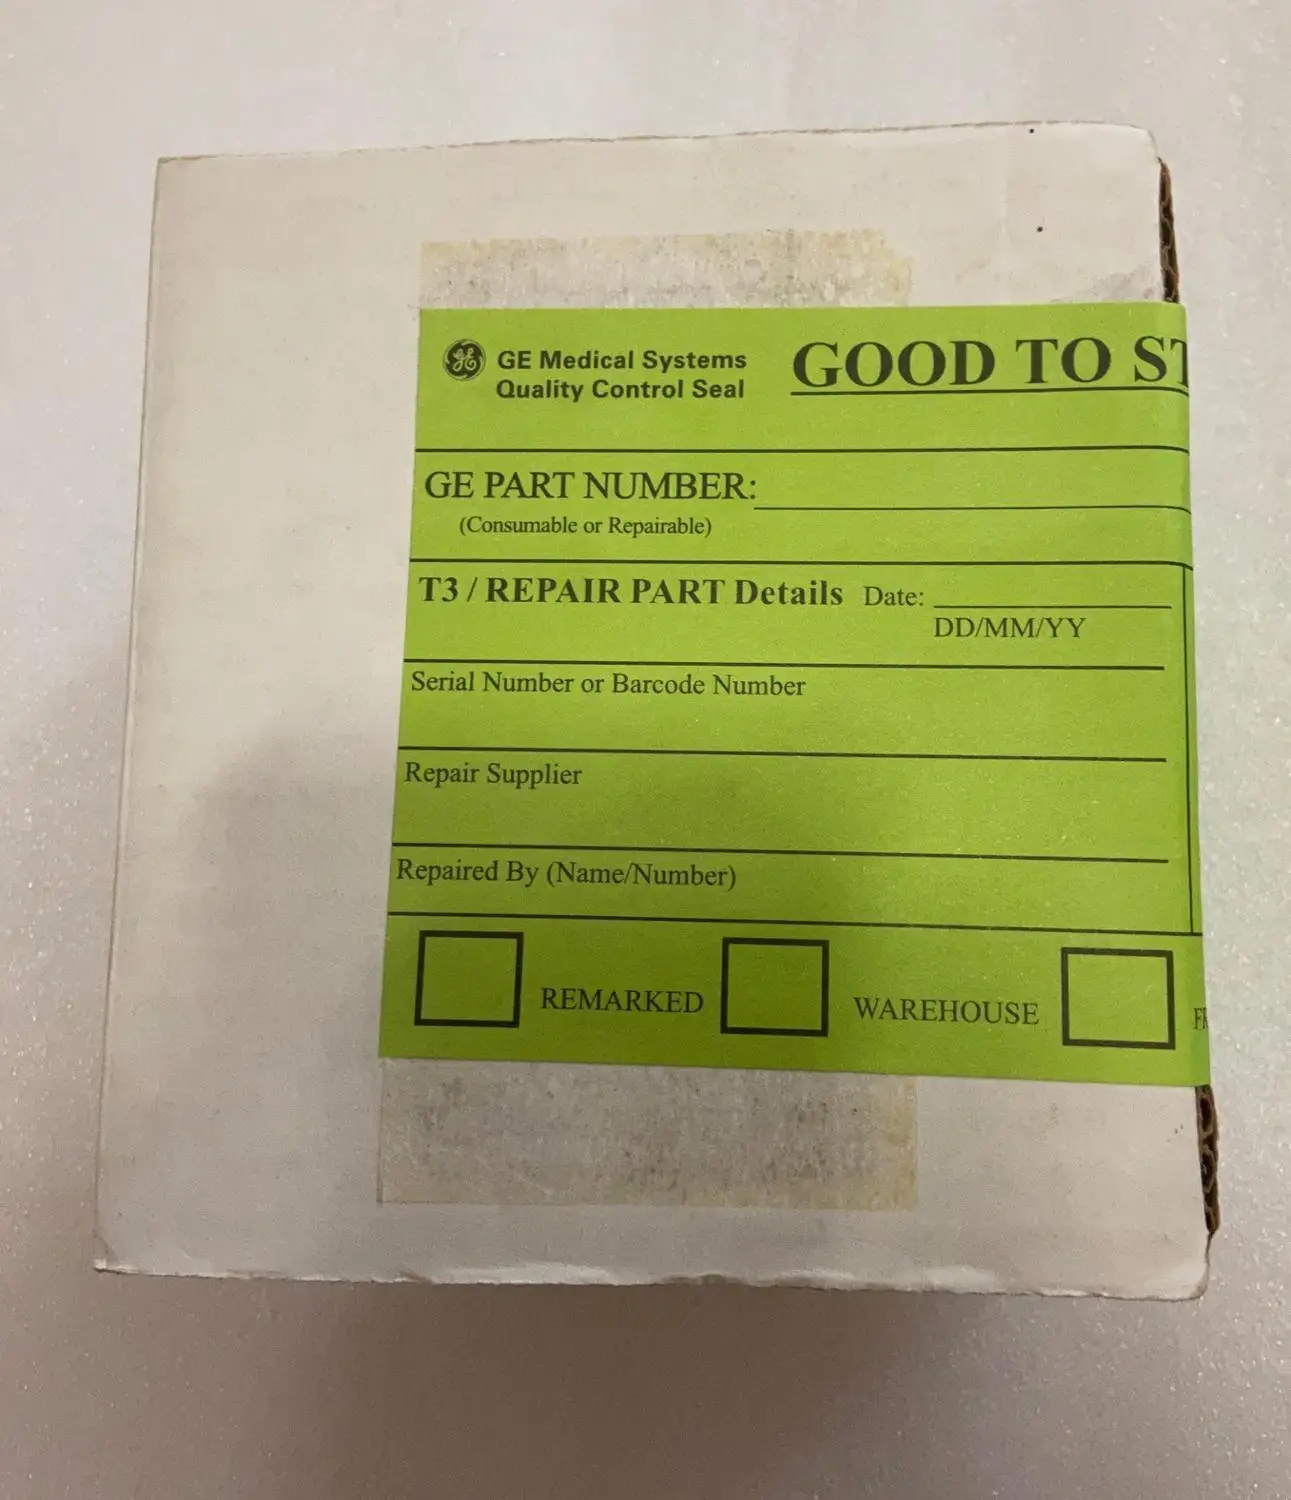 GE Medical Systems
Quality Control Seal
GOOD TO ST
GE PART NUMBER:
(Consumable or Repairable)
T3 / REPAIR PART Details Date:
DD/MM/YY
Serial Number or Barcode Number
Repair Supplier
Repaired By (Name/Number)
REMARKED WAREHOUSE